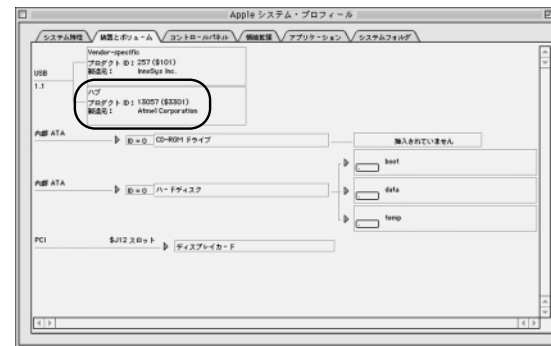 Apple システム・プロフィール
システム特性
装置とボリューム
コントロールパネル
機能拡張
アプリケーション
システムフォルダ
USB
1.1
Vendor-specific
プロダクト ID: 257 ($101)
製造元: InnoSys Inc.
ハブ
プロダクト ID: 13057 ($3301)
製造元: Atmel Corporation
内部 ATA
ID = 0 CD-ROM ドライブ
挿入されていません
内部 ATA
ID = 0 ハードディスク
boot
data
temp
PCI
$J12 スロット
ディスプレイカード